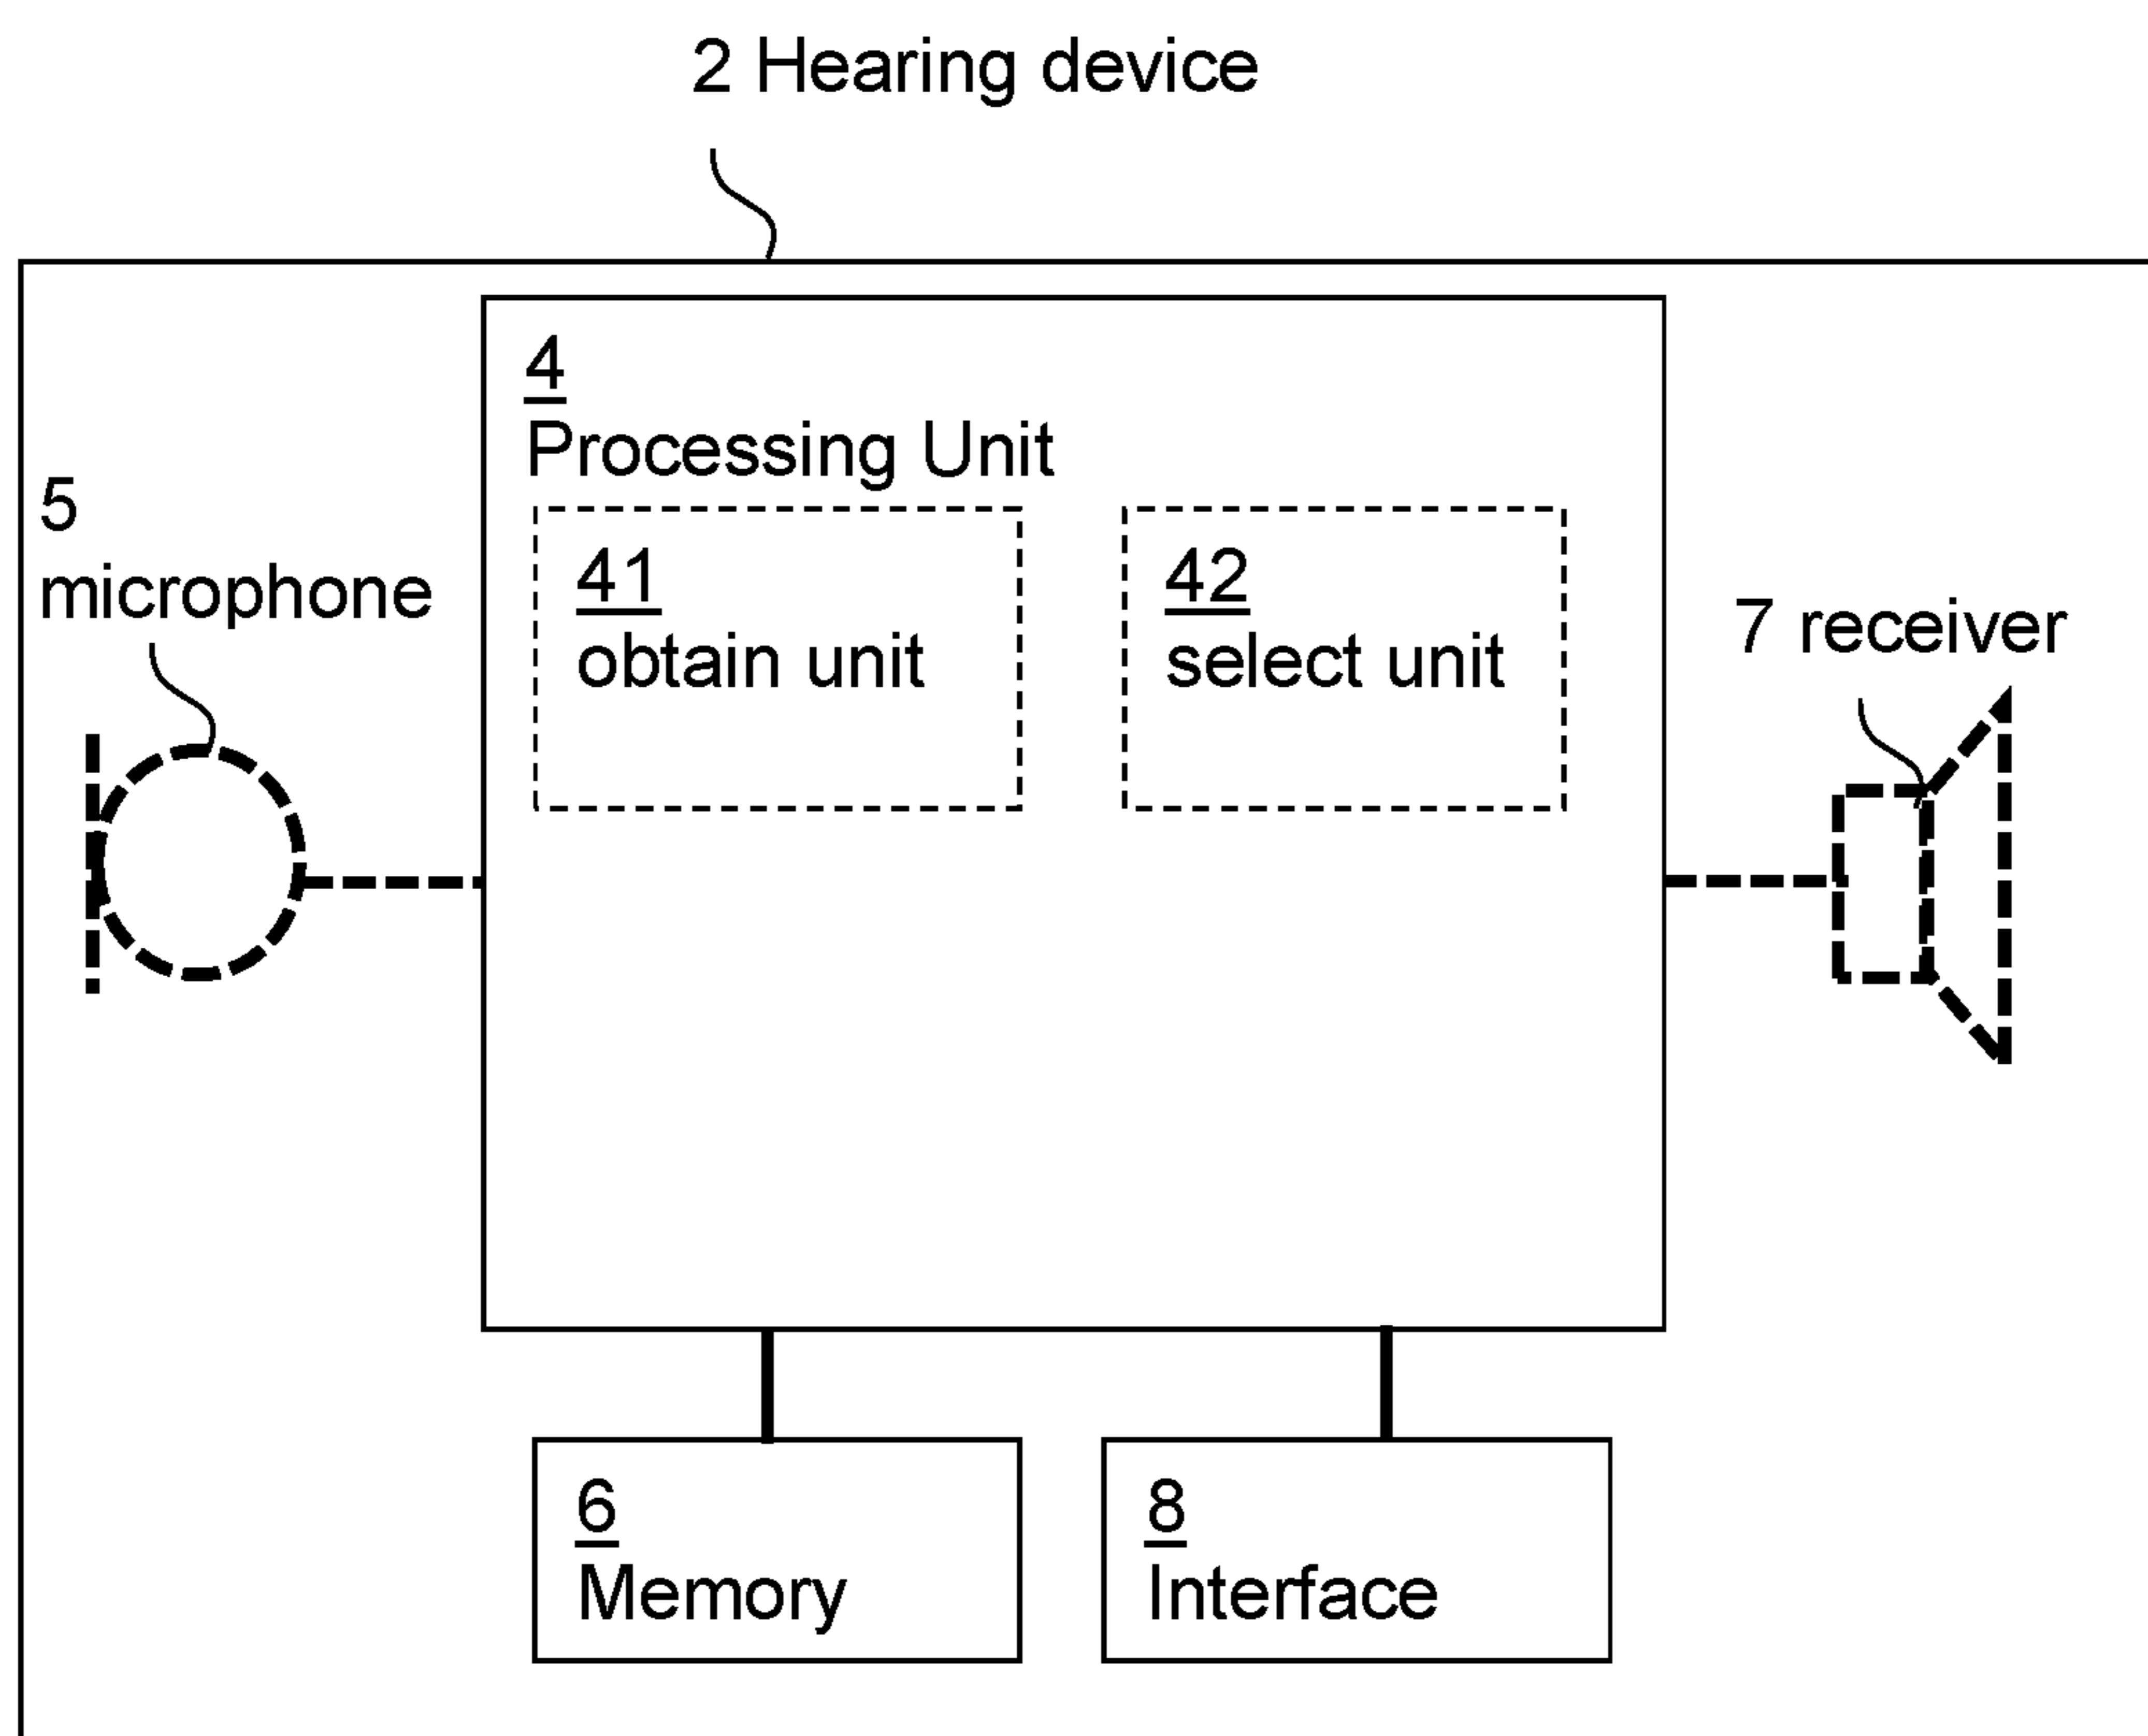 2 Hearing device
4
Processing Unit
5
microphone
41
obtain unit
42
select unit
7 receiver
6
Memory
8
Interface